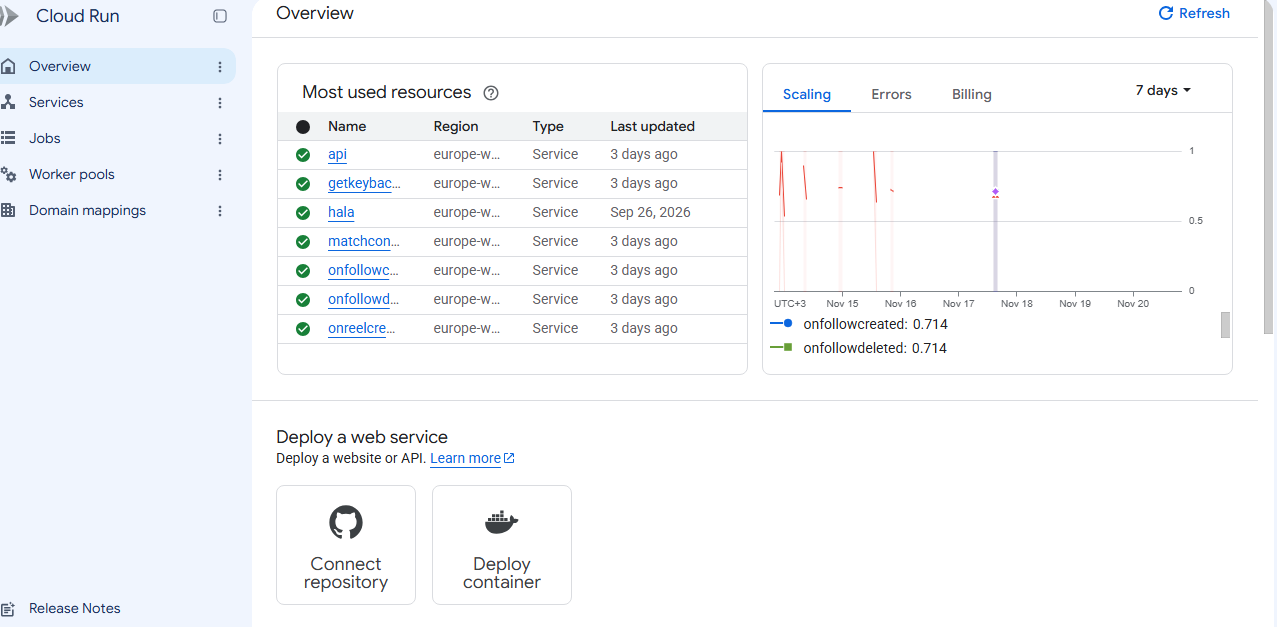 Cloud Run
Overview
Services
Jobs
Worker pools
Domain mappings
Release Notes
Overview
Refresh
Most used resources
Name Region Type Last updated
api europe-w... Service 3 days ago
getkeybac... europe-w... Service 3 days ago
hala europe-w... Service Sep 26, 2026
matchcon... europe-w... Service 3 days ago
onfollowc... europe-w... Service 3 days ago
onfollowd... europe-w... Service 3 days ago
onreelcre... europe-w... Service 3 days ago
Scaling Errors Billing 7 days
1
0.5
0
UTC+3 Nov 15 Nov 16 Nov 17 Nov 18 Nov 19 Nov 20
onfollowcreated: 0.714
onfollowdeleted: 0.714
Deploy a web service
Deploy a website or API. Learn more
Connect
repository
Deploy
container